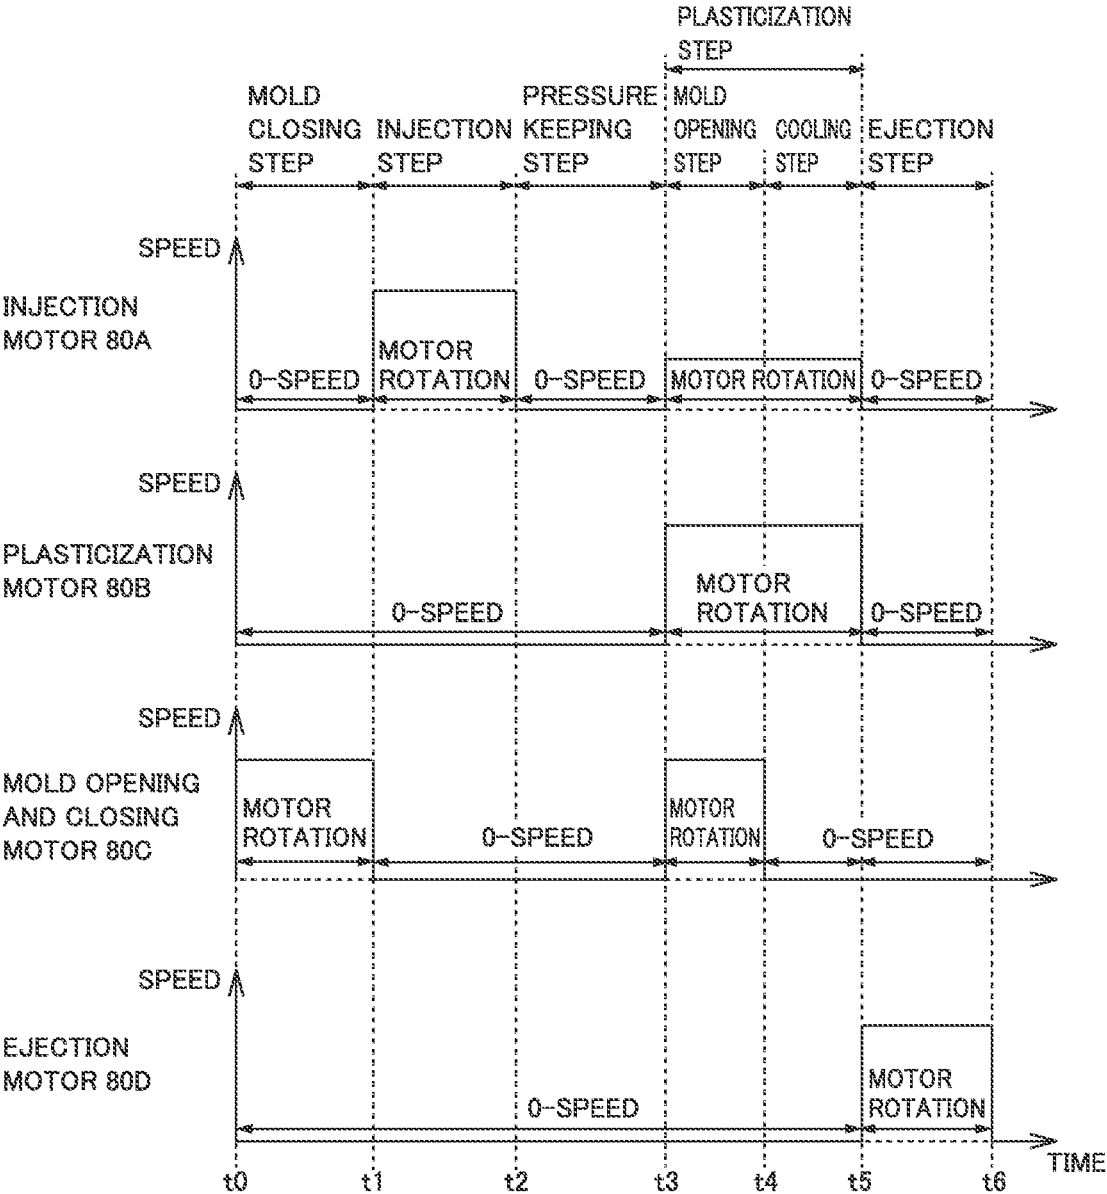 PLASTICIZATION
STEP
MOLD
CLOSING
STEP
INJECTION
STEP
PRESSURE
KEEPING
STEP
MOLD
OPENING
STEP
COOLING
STEP
EJECTION
STEP
SPEED
INJECTION
MOTOR 80A
0-SPEED
MOTOR
ROTATION
0-SPEED
MOTOR ROTATION
0-SPEED
SPEED
PLASTICIZATION
MOTOR 80B
0-SPEED
MOTOR
ROTATION
0-SPEED
SPEED
MOLD OPENING
AND CLOSING
MOTOR 80C
MOTOR
ROTATION
0-SPEED
MOTOR
ROTATION
0-SPEED
SPEED
EJECTION
MOTOR 80D
0-SPEED
MOTOR
ROTATION
TIME
t0 t1 t2 t3 t4 t5 t6